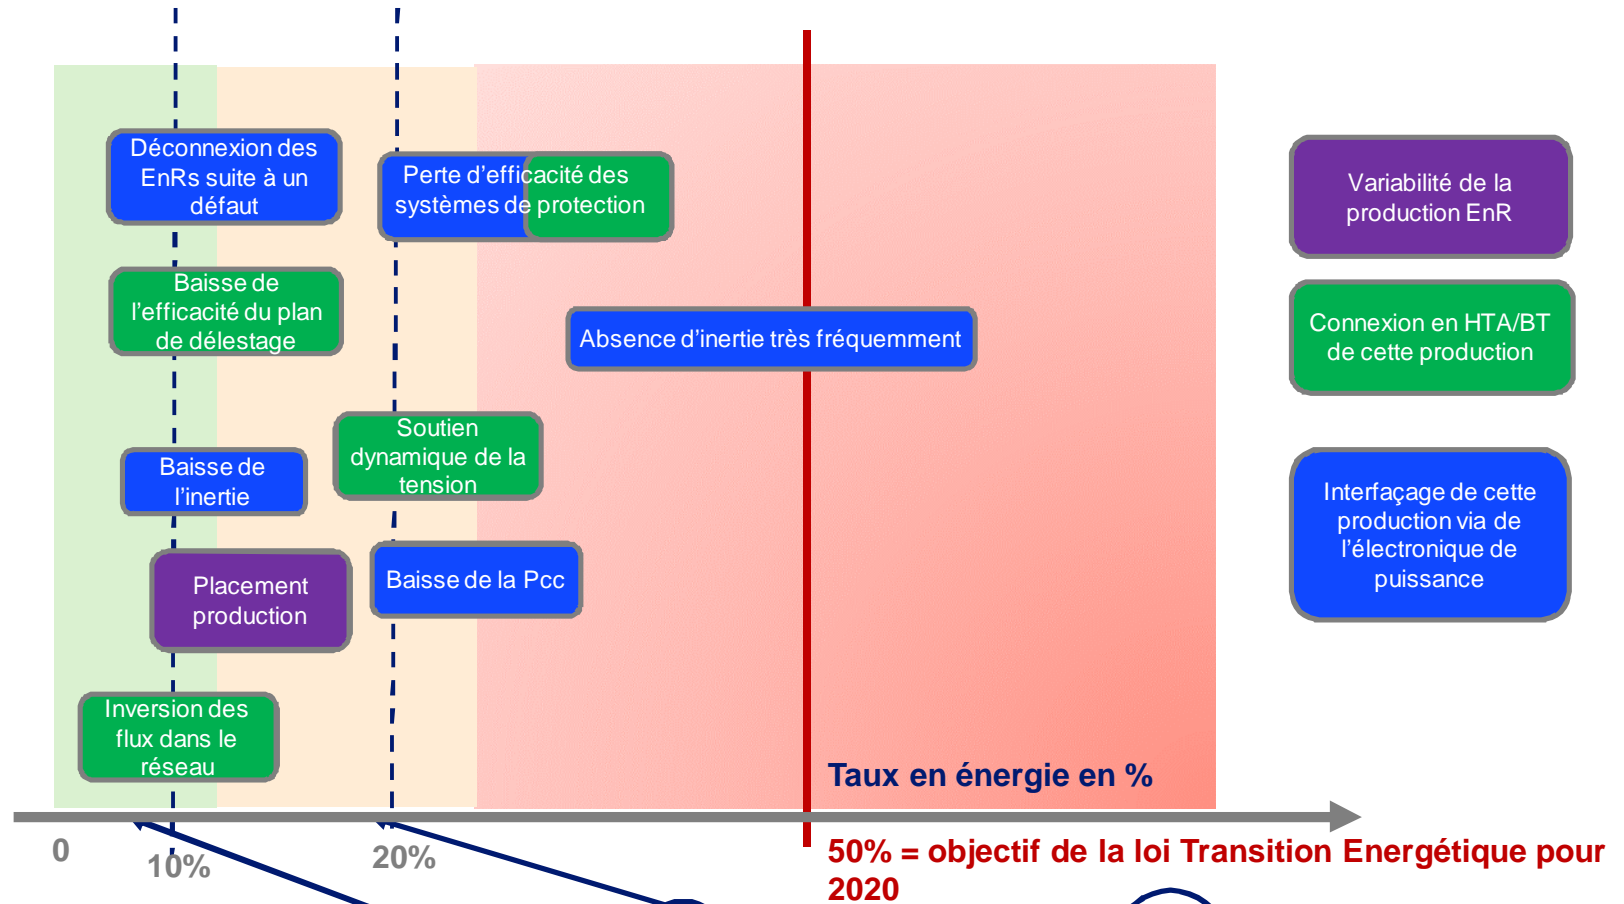 Déconnexion des
EnRs suite à un
défaut
Perte d’efficacité des
systèmes de protection
Baisse de
l’efficacité du plan
de délestage
Absence d’inertie très fréquemment
Soutien
dynamique de la
tension
Baisse de
l’inertie
Placement
production
Baisse de la Pcc
Inversion des
flux dans le
réseau
Variabilité de la
production EnR
Connexion en HTA/BT
de cette production
Interfaçage de cette
production via de
l’électronique de
puissance
Taux en énergie en %
0
10%
20%
50% = objectif de la loi Transition Energétique pour
2020